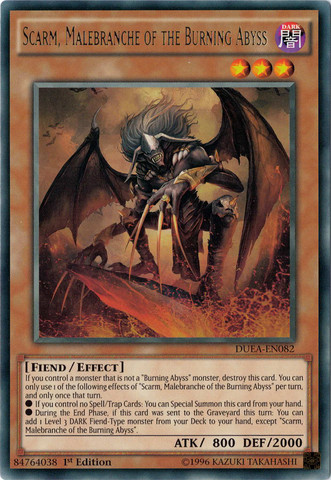 Scarm, Malebranche of the Burning Abyss
DARK
闇
DUEA-EN082
[Fiend / Effect]
If you control a monster that is not a "Burning Abyss" monster, destroy this card. You can
only use 1 of the following effects of "Scarm, Malebranche of the Burning Abyss" per turn,
and only once that turn.
● If you control no Spell/Trap Cards: You can Special Summon this card from your hand.
● During the End Phase, if this card was sent to the Graveyard this turn: You can
add 1 Level 3 DARK Fiend-Type monster from your Deck to your hand, except "Scarm,
Malebranche of the Burning Abyss".
ATK/ 800 DEF/2000
84764038 1st Edition ©1996 KAZUKI TAKAHASHI